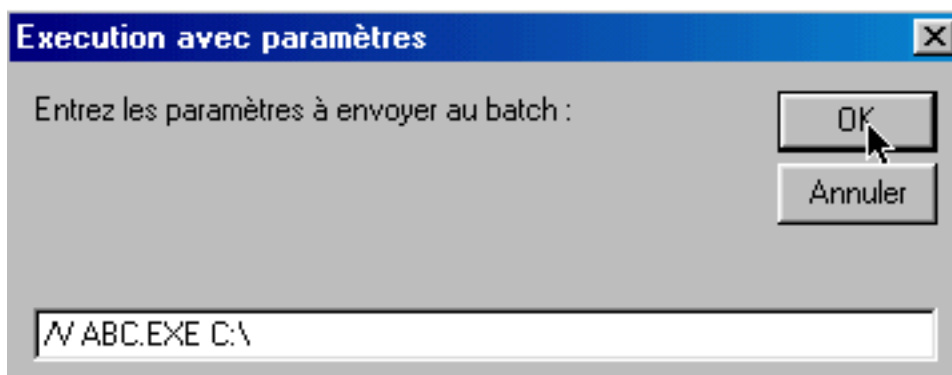 Execution avec paramètres
Entrez les paramètres à envoyer au batch :
OK
Annuler
/V ABC.EXE C:\